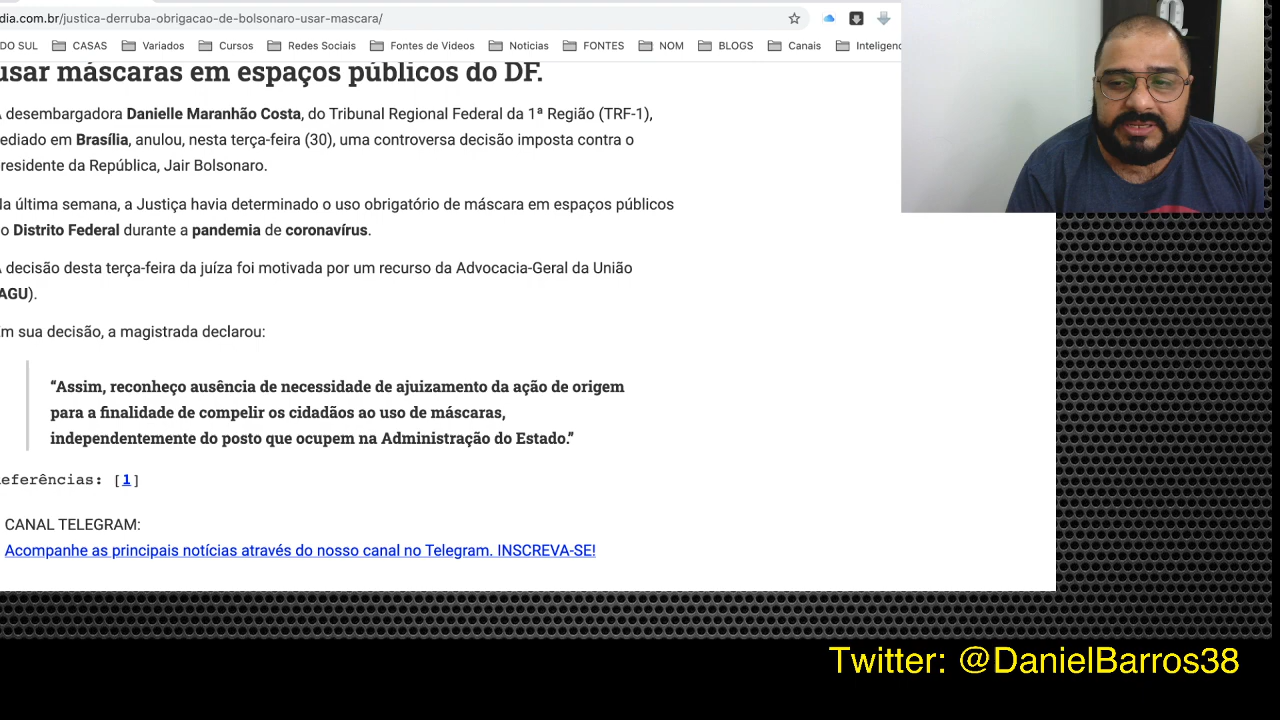 dia.com.br/justica-derruba-obrigacao-de-bolsonaro-usar-mascara/
DO SUL CASAS Variados Cursos Redes Sociais Fontes de Videos Noticias FONTES NOM BLOGS Canais Inteligenc
usar máscaras em espaços públicos do DF.
desembargadora Danielle Maranhão Costa, do Tribunal Regional Federal da 1ª Região (TRF-1),
ediado em Brasília, anulou, nesta terça-feira (30), uma controversa decisão imposta contra o
residente da República, Jair Bolsonaro.
la última semana, a Justiça havia determinado o uso obrigatório de máscara em espaços públicos
o Distrito Federal durante a pandemia de coronavírus.
decisão desta terça-feira da juíza foi motivada por um recurso da Advocacia-Geral da União
AGU).
m sua decisão, a magistrada declarou:
“Assim, reconheço ausência de necessidade de ajuizamento da ação de origem
para a finalidade de compelir os cidadãos ao uso de máscaras,
independentemente do posto que ocupem na Administração do Estado.”
eferências: [1]
CANAL TELEGRAM:
Acompanhe as principais notícias através do nosso canal no Telegram. INSCREVA-SE!
Twitter: @DanielBarros38